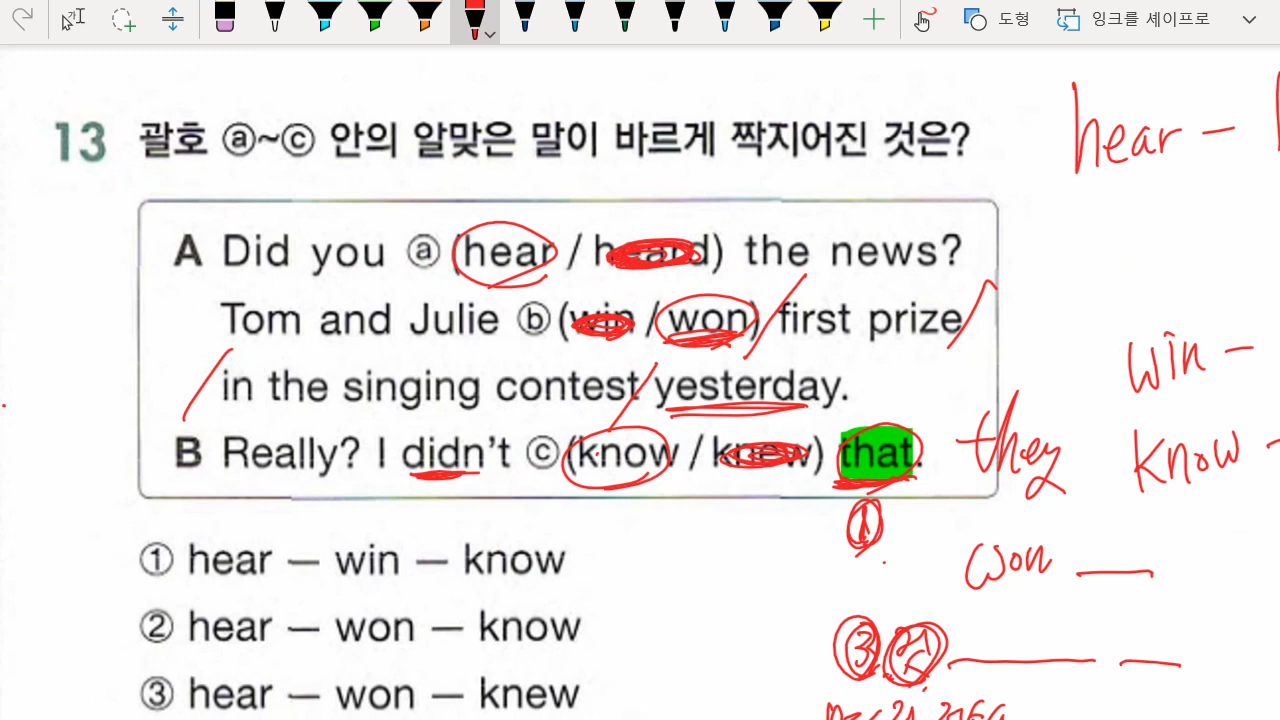 도형
잉크를 셰이프로
13 괄호 ⓐ~ⓒ 안의 알맞은 말이 바르게 짝지어진 것은?
hear –
A Did you ⓐ (hear / heard) the news?
Tom and Julie ⓑ (win / won) first prize
in the singing contest yesterday.
win –
B Really? I didn't ⓒ (know / knew) that.
they
know -
①
won
① hear – win – know
② hear – won – know
③
③ hear – won – knew